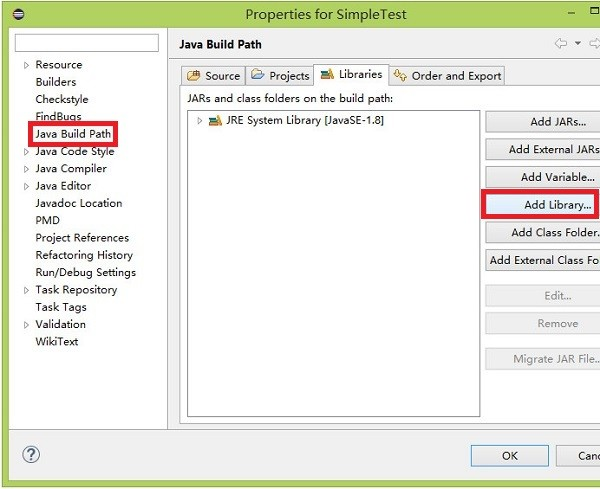 Properties for SimpleTest
Resource
Builders
Checkstyle
FindBugs
Java Build Path
Java Code Style
Java Compiler
Java Editor
Javadoc Location
PMD
Project References
Refactoring History
Run/Debug Settings
Task Repository
Task Tags
Validation
WikiText
Java Build Path
Source Projects Libraries Order and Export
JARs and class folders on the build path:
JRE System Library [JavaSE-1.8]
Add JARs...
Add External JARs
Add Variable...
Add Library...
Add Class Folder.
Add External Class Fo
Edit...
Remove
Migrate JAR File..
OK
Canc